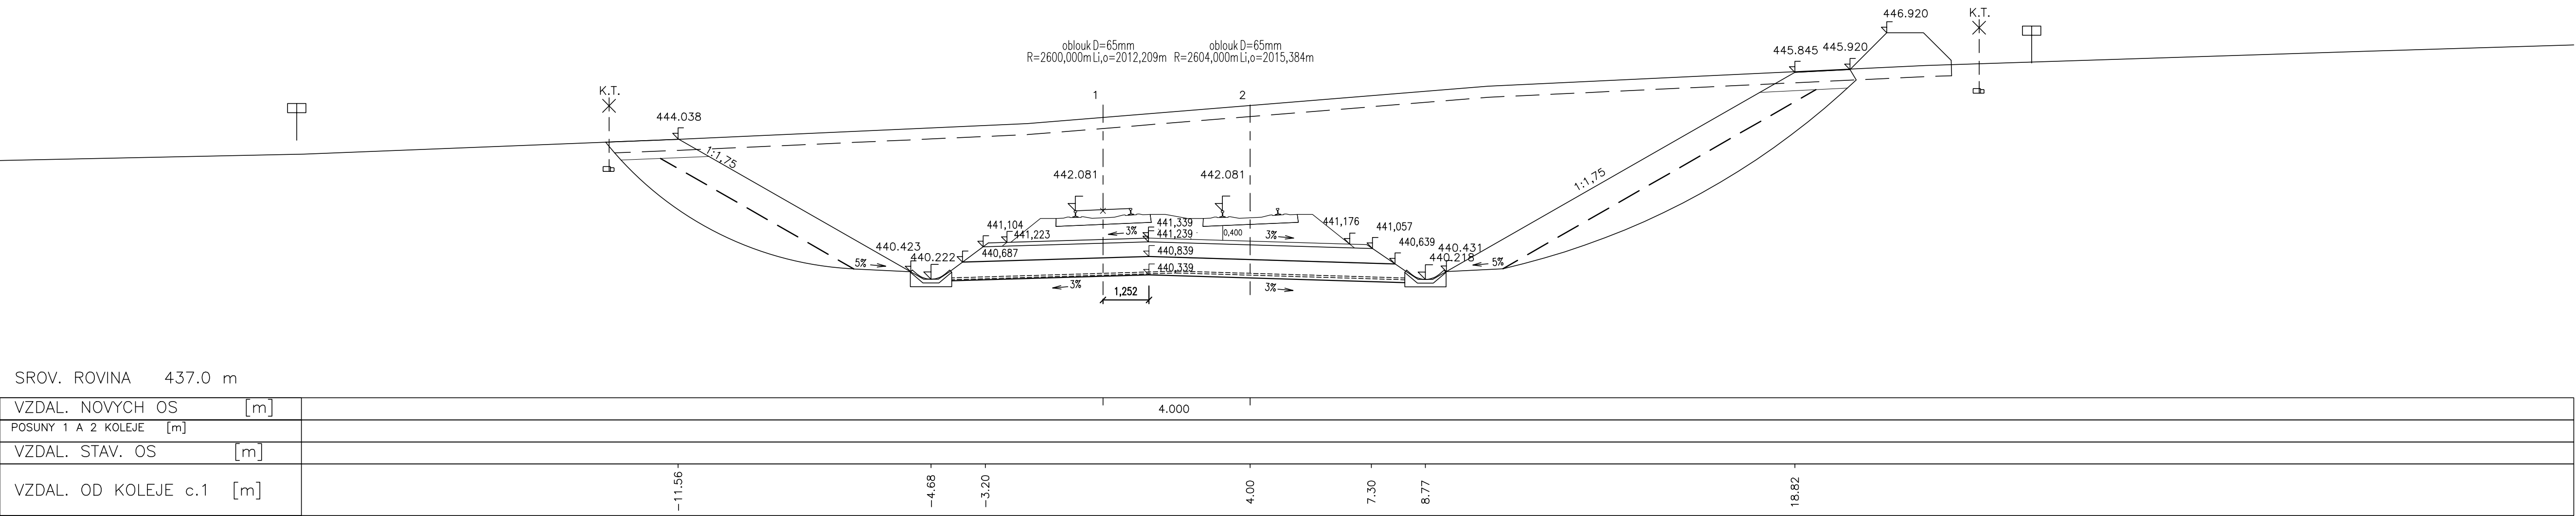 446.920
K.T.
oblouk D=65mm oblouk D=65mm
R=2600,000m Li,o=2012,209m R=2604,000m Li,o=2015,384m
445.845 445.920
K.T.
1 2
444.038
1:1,75
442.081 442.081
1:1,75
441,104 441,339 441,176 441,057
441,223 3% 441,239 0,400 3%
440.423 440,687 440,839 440,639 440.431
440.222 440.218
5% 440,339 5%
3% 1,252 3%
SROV. ROVINA 437.0 m
VZDAL. NOVYCH OS [m] 4.000
POSUNY 1 A 2 KOLEJE [m]
VZDAL. STAV. OS [m]
VZDAL. OD KOLEJE c.1 [m] -11.56 -4.68 -3.20 4.00 7.30 8.77 18.82